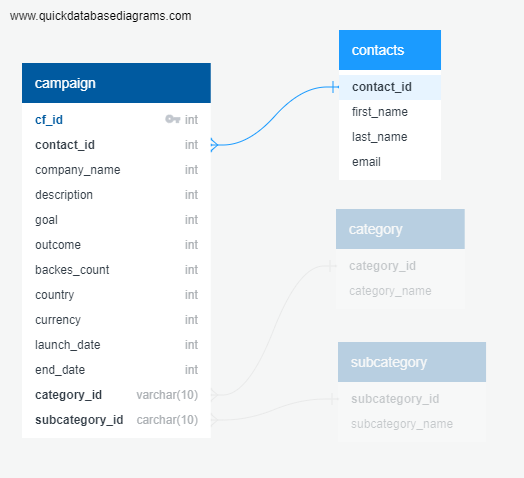 www.quickdatabasediagrams.com
campaign
cf_id int
contact_id int
company_name int
description int
goal int
outcome int
backes_count int
country int
currency int
launch_date int
end_date int
category_id varchar(10)
subcategory_id carchar(10)
contacts
contact_id
first_name
last_name
email
category
category_id
category_name
subcategory
subcategory_id
subcategory_name